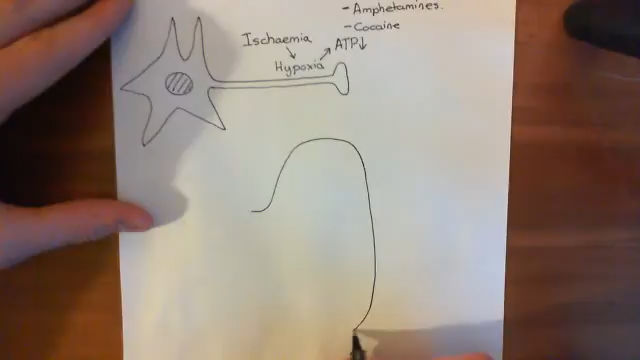 - Amphetamines.
- Cocaine
Ischaemia
ATP↓
Hypoxia